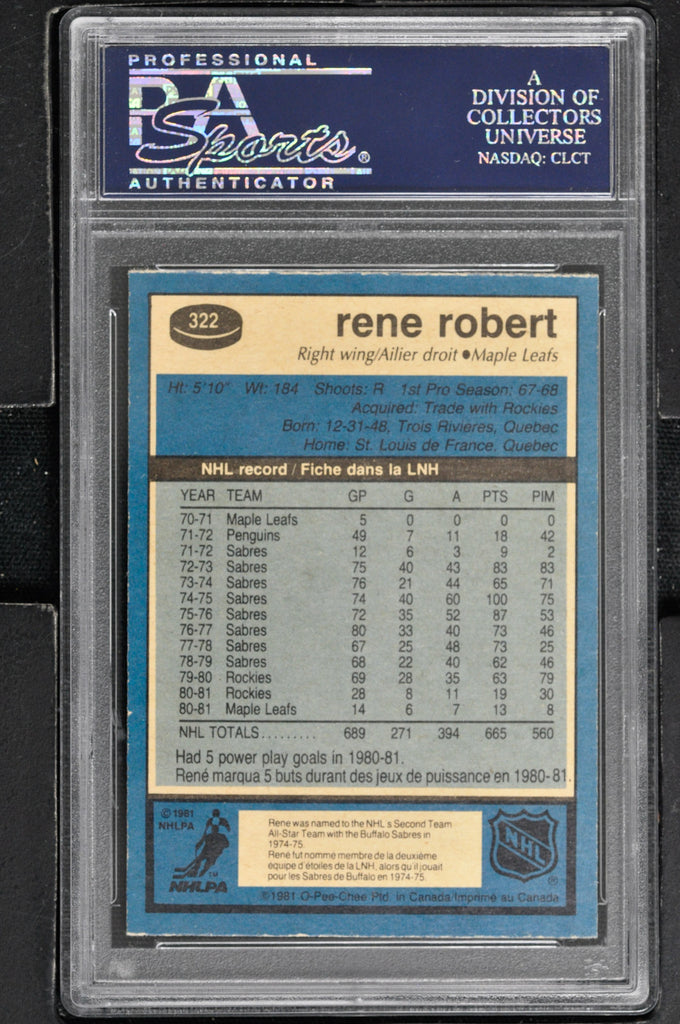 PROFESSIONAL
PSA
Sports®
AUTHENTICATOR
A
DIVISION OF
COLLECTORS
UNIVERSE
NASDAQ: CLCT
322
rene robert
Right wing/Ailier droit ●Maple Leafs
Ht: 5'10" Wt: 184 Shoots: R 1st Pro Season: 67-68
Acquired: Trade with Rockies
Born: 12-31-48, Trois Rivieres, Quebec
Home: St. Louis de France, Quebec
NHL record / Fiche dans la LNH
YEAR TEAM GP G A PTS PIM
70-71 Maple Leafs 5 0 0 0 0
71-72 Penguins 49 7 11 18 42
71-72 Sabres 12 6 3 9 2
72-73 Sabres 75 40 43 83 83
73-74 Sabres 76 21 44 65 71
74-75 Sabres 74 40 60 100 75
75-76 Sabres 72 35 52 87 53
76-77 Sabres 80 33 40 73 46
77-78 Sabres 67 25 48 73 25
78-79 Sabres 68 22 40 62 46
79-80 Rockies 69 28 35 63 79
80-81 Rockies 28 8 11 19 30
80-81 Maple Leafs 14 6 7 13 8
NHL TOTALS......... 689 271 394 665 560
Had 5 power play goals in 1980-81.
René marqua 5 buts durant des jeux de puissance en 1980-81.
©1981
NHLPA
NHLPA
TM
Rene was named to the NHL s Second Team
All-Star Team with the Buffalo Sabres in
1974-75.
René fut nommé membre de la deuxième
équipe d'étoiles de la LNH, alors qu'il jouait
pour les Sabres de Buffalo en 1974-75.
NHL
®
©1981 O-Pee-Chee Ptd. in Canada/Imprimé au Canada